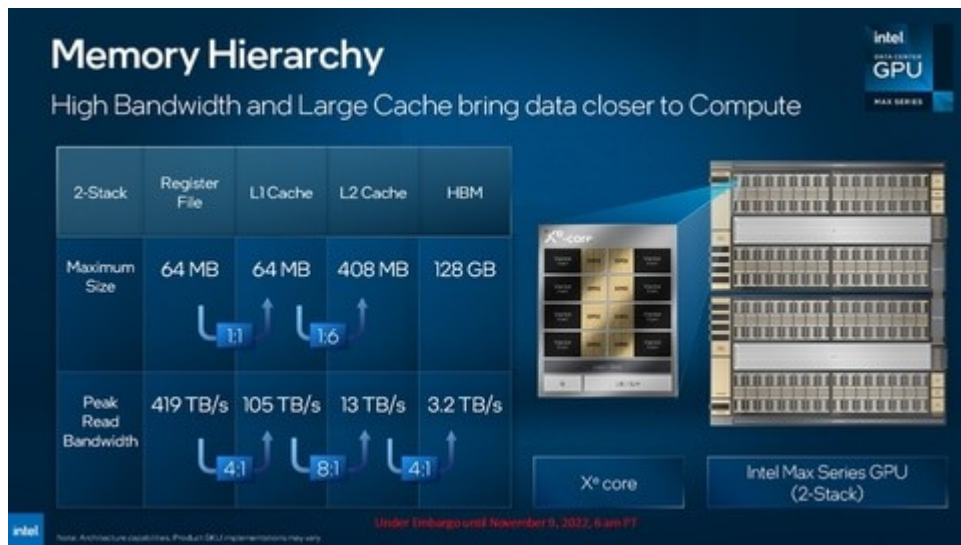 Memory Hierarchy
High Bandwidth and Large Cache bring data closer to Compute
intel
DATA CENTER
GPU
MAX SERIES
2-Stack
Register
File
L1 Cache
L2 Cache
HBM
Maximum
Size
64 MB
64 MB
408 MB
128 GB
1:1
1:6
Peak
Read
Bandwidth
419 TB/s
105 TB/s
13 TB/s
3.2 TB/s
4:1
8:1
4:1
Xe-core
Xe core
Intel Max Series GPU
(2-Stack)
Under Embargo until November 9, 2022, 6 am PT
intel
Note: Architecture capabilities. Product SKU implementations may vary